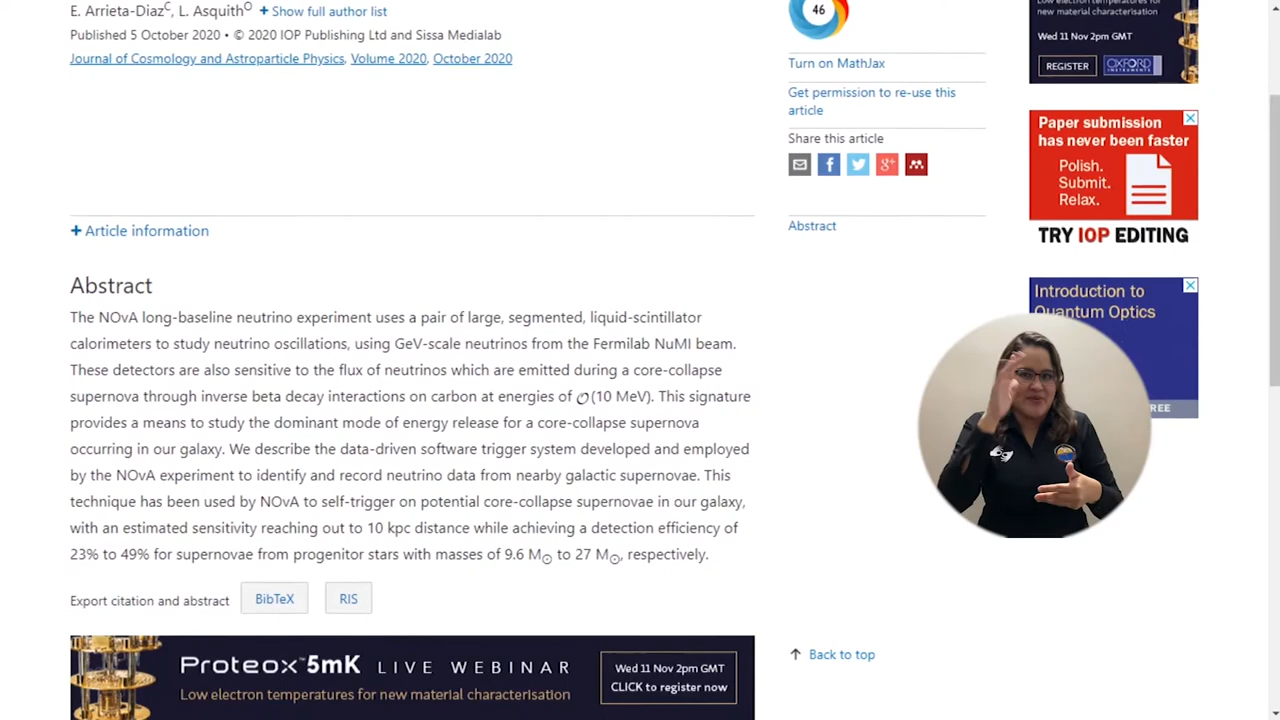 E. Arrieta-Diaz^C, L. Asquith^O + Show full author list
Published 5 October 2020 • © 2020 IOP Publishing Ltd and Sissa Medialab
Journal of Cosmology and Astroparticle Physics, Volume 2020, October 2020
+ Article information
Abstract
The NOvA long-baseline neutrino experiment uses a pair of large, segmented, liquid-scintillator
calorimeters to study neutrino oscillations, using GeV-scale neutrinos from the Fermilab NuMI beam.
These detectors are also sensitive to the flux of neutrinos which are emitted during a core-collapse
supernova through inverse beta decay interactions on carbon at energies of 𝒪(10 MeV). This signature
provides a means to study the dominant mode of energy release for a core-collapse supernova
occurring in our galaxy. We describe the data-driven software trigger system developed and employed
by the NOvA experiment to identify and record neutrino data from nearby galactic supernovae. This
technique has been used by NOvA to self-trigger on potential core-collapse supernovae in our galaxy,
with an estimated sensitivity reaching out to 10 kpc distance while achieving a detection efficiency of
23% to 49% for supernovae from progenitor stars with masses of 9.6 M⊙ to 27 M⊙, respectively.
Export citation and abstract BibTeX RIS
Proteox™5mK LIVE WEBINAR
Low electron temperatures for new material characterisation
Wed 11 Nov 2pm GMT
CLICK to register now
46
Turn on MathJax
Get permission to re-use this
article
Share this article
Abstract
↑ Back to top
new material characterisation
Wed 11 Nov 2pm GMT
REGISTER OXFORD
INSTRUMENTS
Paper submission
has never been faster
Polish.
Submit.
Relax.
TRY IOP EDITING
Introduction to
Quantum Optics